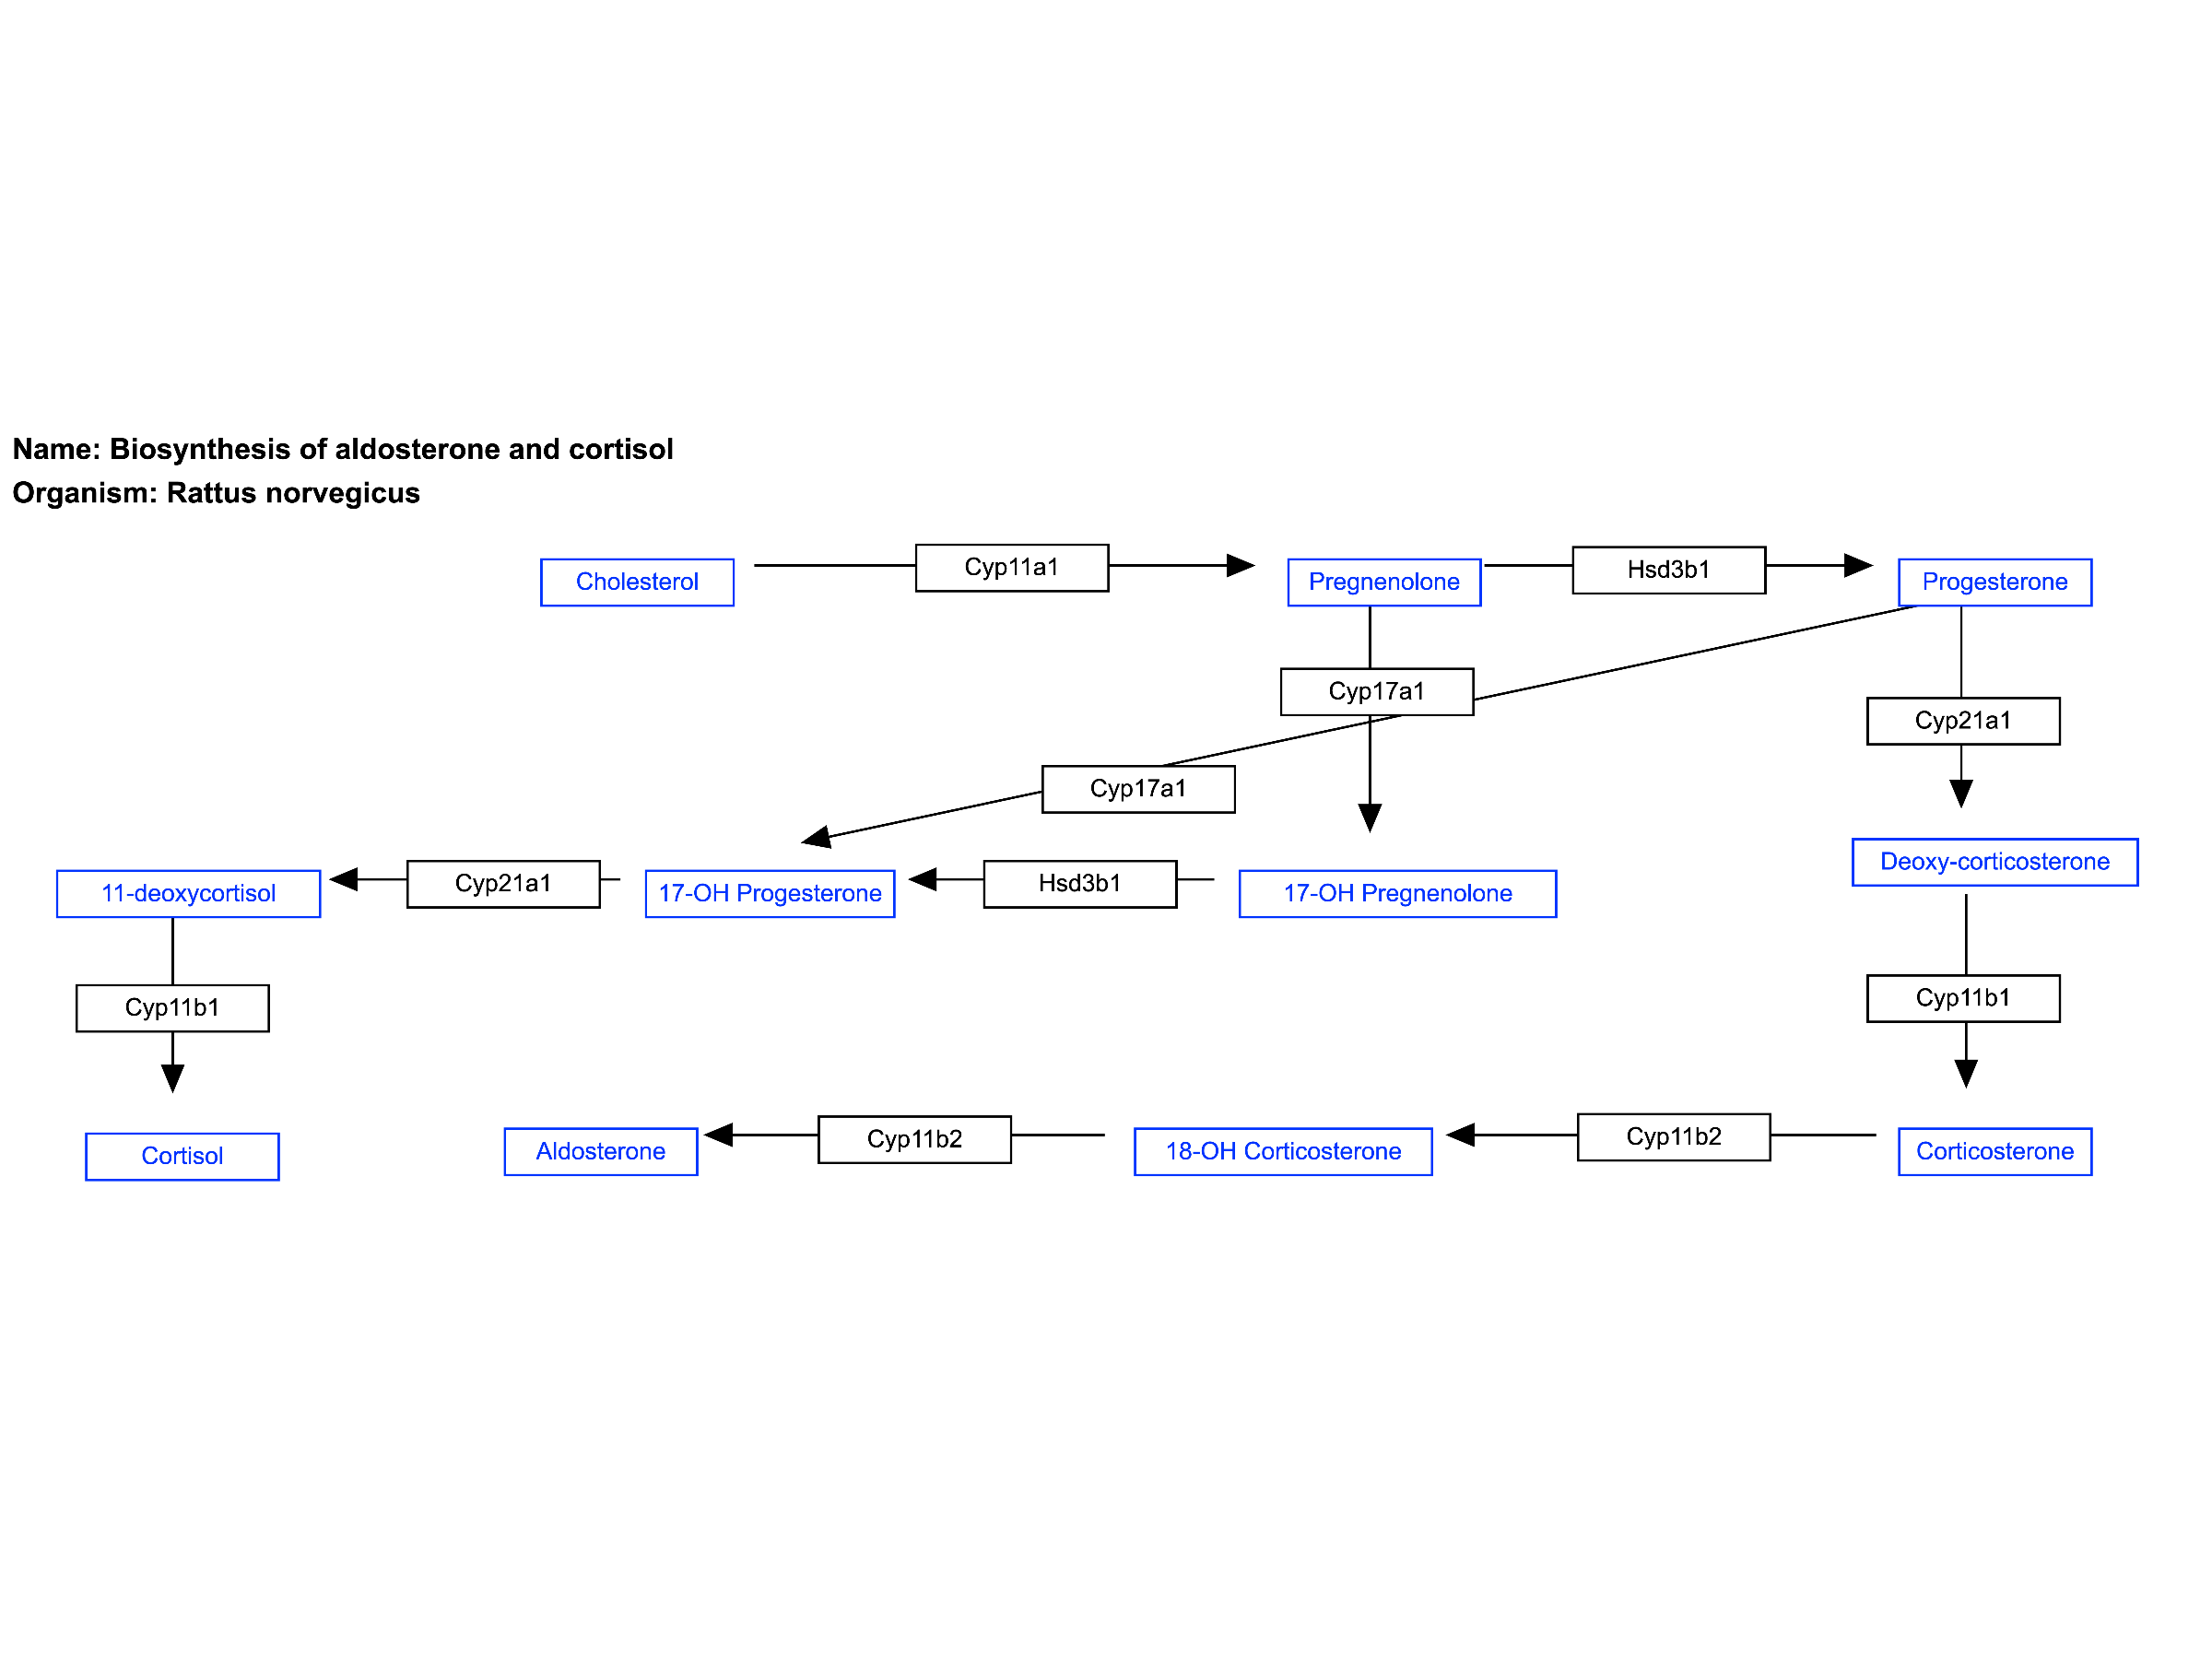 Name: Biosynthesis of aldosterone and cortisol
Organism: Rattus norvegicus
Cyp11a1
Hsd3b1
Cholesterol
Pregnenolone
Progesterone
Cyp17a1
Cyp21a1
Cyp17a1
Deoxy-corticosterone
Cyp21a1
Hsd3b1
11-deoxycortisol
17-OH Progesterone
17-OH Pregnenolone
Cyp11b1
Cyp11b1
Cyp11b2
Cyp11b2
Cortisol
Aldosterone
18-OH Corticosterone
Corticosterone